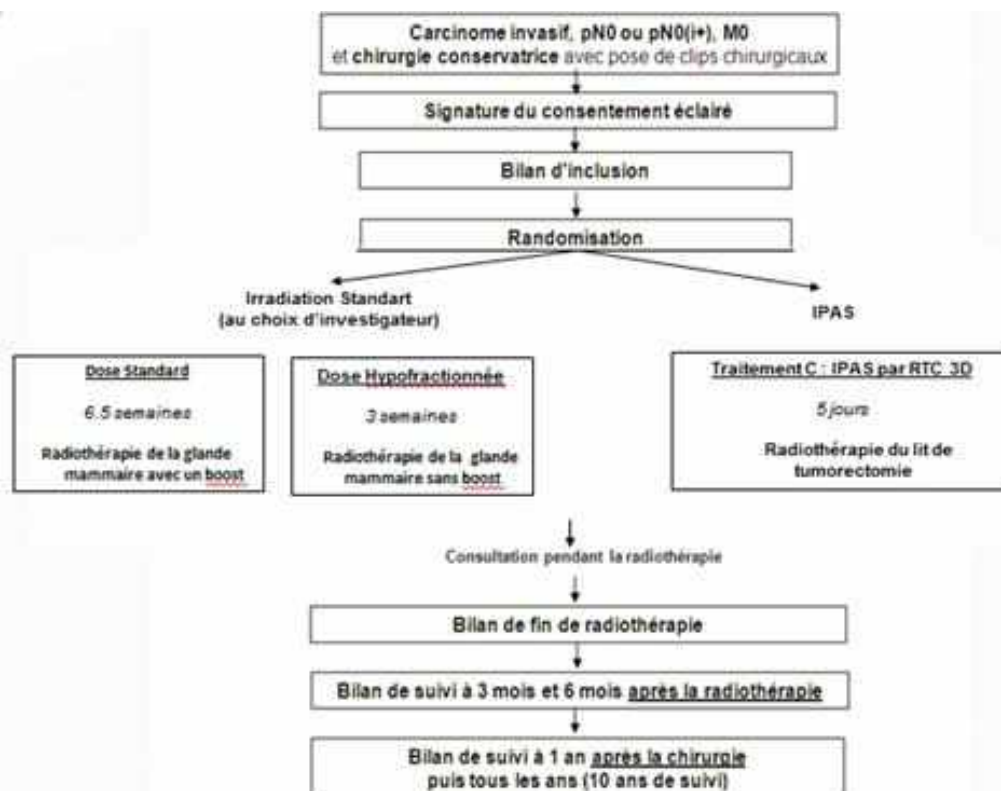 Carcinome invasif, pN0 ou pN0(i+), M0
et chirurgie conservatrice avec pose de clips chirurgicaux
Signature du consentement éclairé
Bilan d'inclusion
Randomisation
Irradiation Standart
(au choix d'investigateur)
IPAS
Dose Standard
6.5 semaines
Radiothérapie de la glande
mammaire avec un boost
Dose Hypofractionnée
3 semaines
Radiothérapie de la glande
mammaire sans boost
Traitement C : IPAS par RTC 3D
5 jours
Radiothérapie du lit de
tumorectomie
Consultation pendant la radiothérapie
Bilan de fin de radiothérapie
Bilan de suivi à 3 mois et 6 mois après la radiothérapie
Bilan de suivi à 1 an après la chirurgie
puis tous les ans (10 ans de suivi)